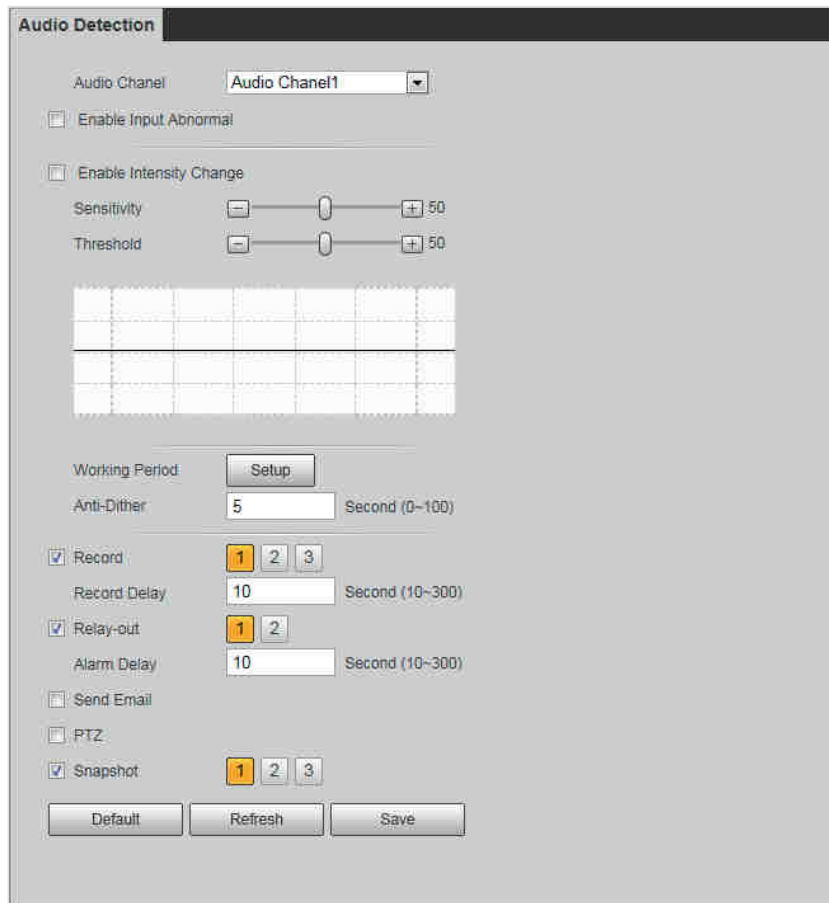 Audio Detection
Audio Chanel Audio Chanel1
Enable Input Abnormal
Enable Intensity Change
Sensitivity 50
Threshold 50
Working Period Setup
Anti-Dither 5 Second (0~100)
Record 1 2 3
Record Delay 10 Second (10~300)
Relay-out 1 2
Alarm Delay 10 Second (10~300)
Send Email
PTZ
Snapshot 1 2 3
Default Refresh Save